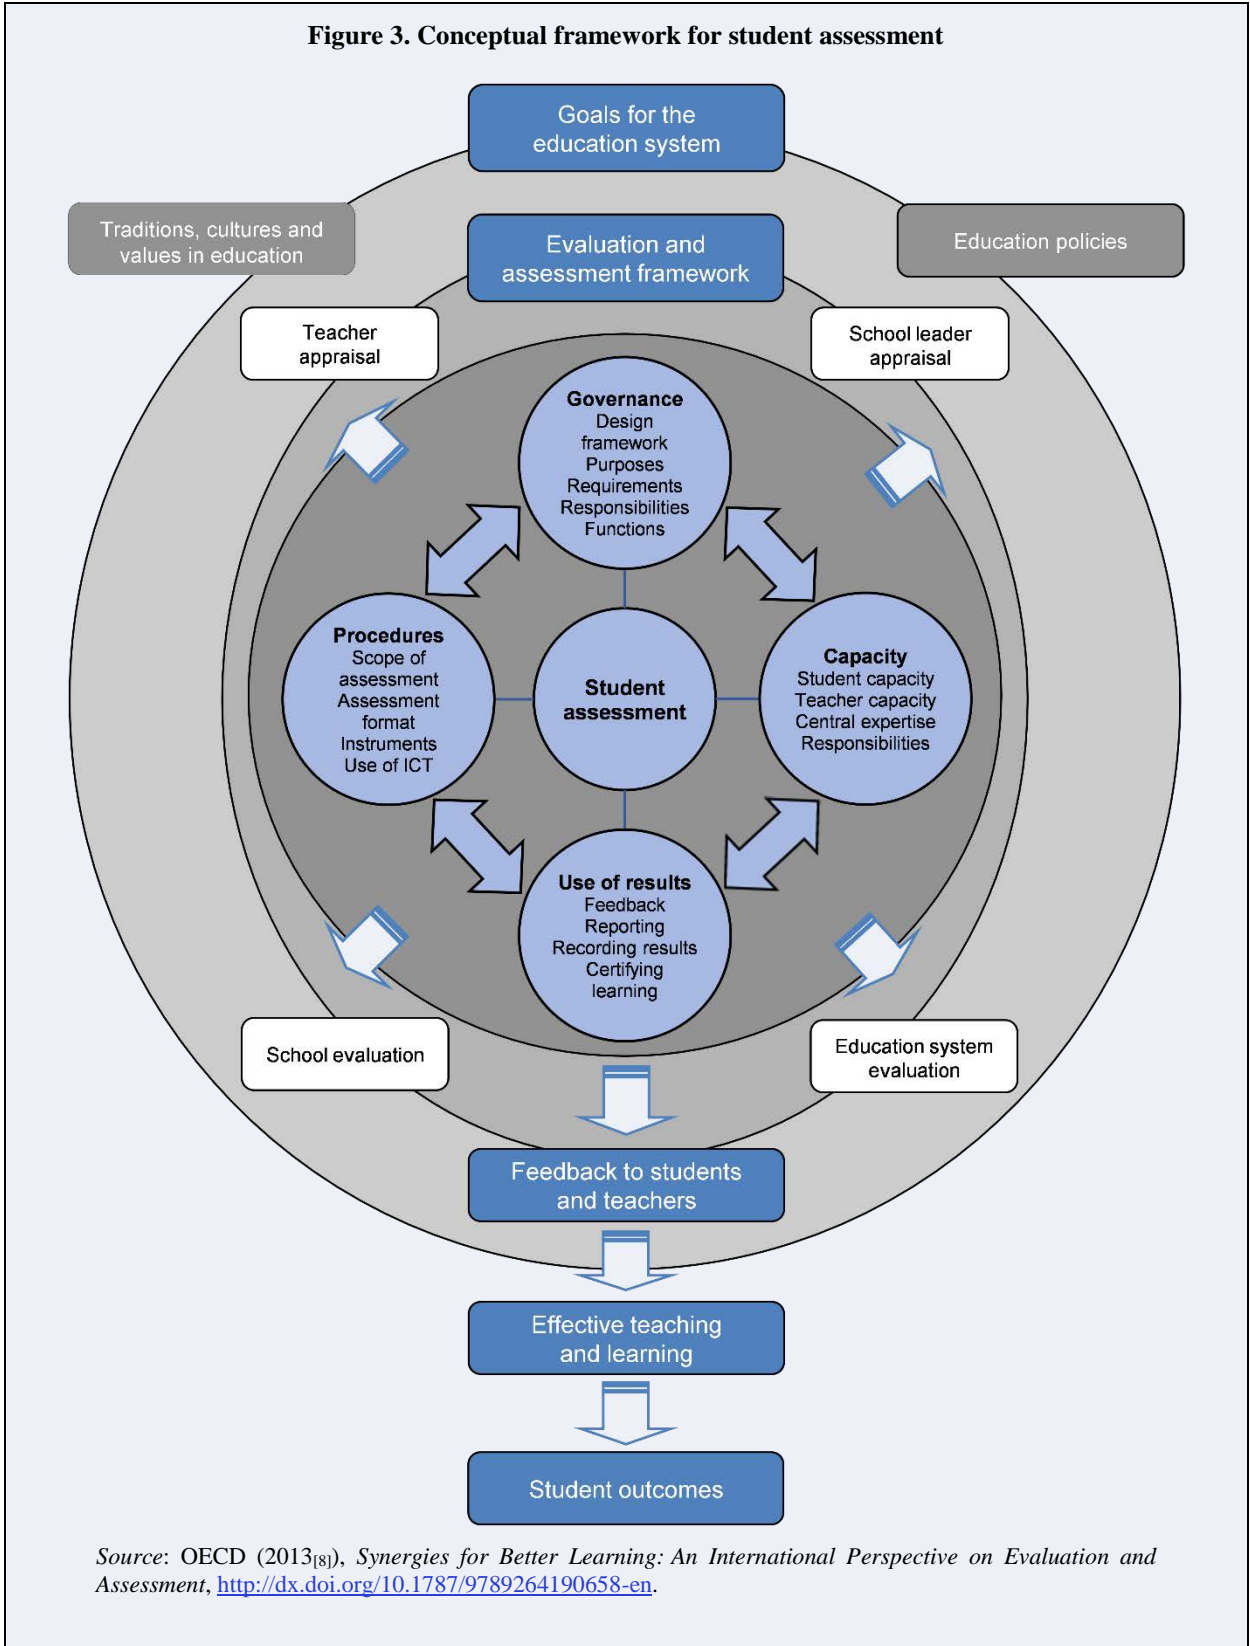 Figure 3. Conceptual framework for student assessment
Goals for the
education system
Traditions, cultures and
values in education
Evaluation and
assessment framework
Education policies
Teacher
appraisal
School leader
appraisal
Governance
Design
framework
Purposes
Requirements
Responsibilities
Functions
Procedures
Scope of
assessment
Assessment
format
Instruments
Use of ICT
Student
assessment
Capacity
Student capacity
Teacher capacity
Central expertise
Responsibilities
Use of results
Feedback
Reporting
Recording results
Certifying
learning
School evaluation
Education system
evaluation
Feedback to students
and teachers
Effective teaching
and learning
Student outcomes
Source: OECD (2013[8]), Synergies for Better Learning: An International Perspective on Evaluation and
Assessment, http://dx.doi.org/10.1787/9789264190658-en.